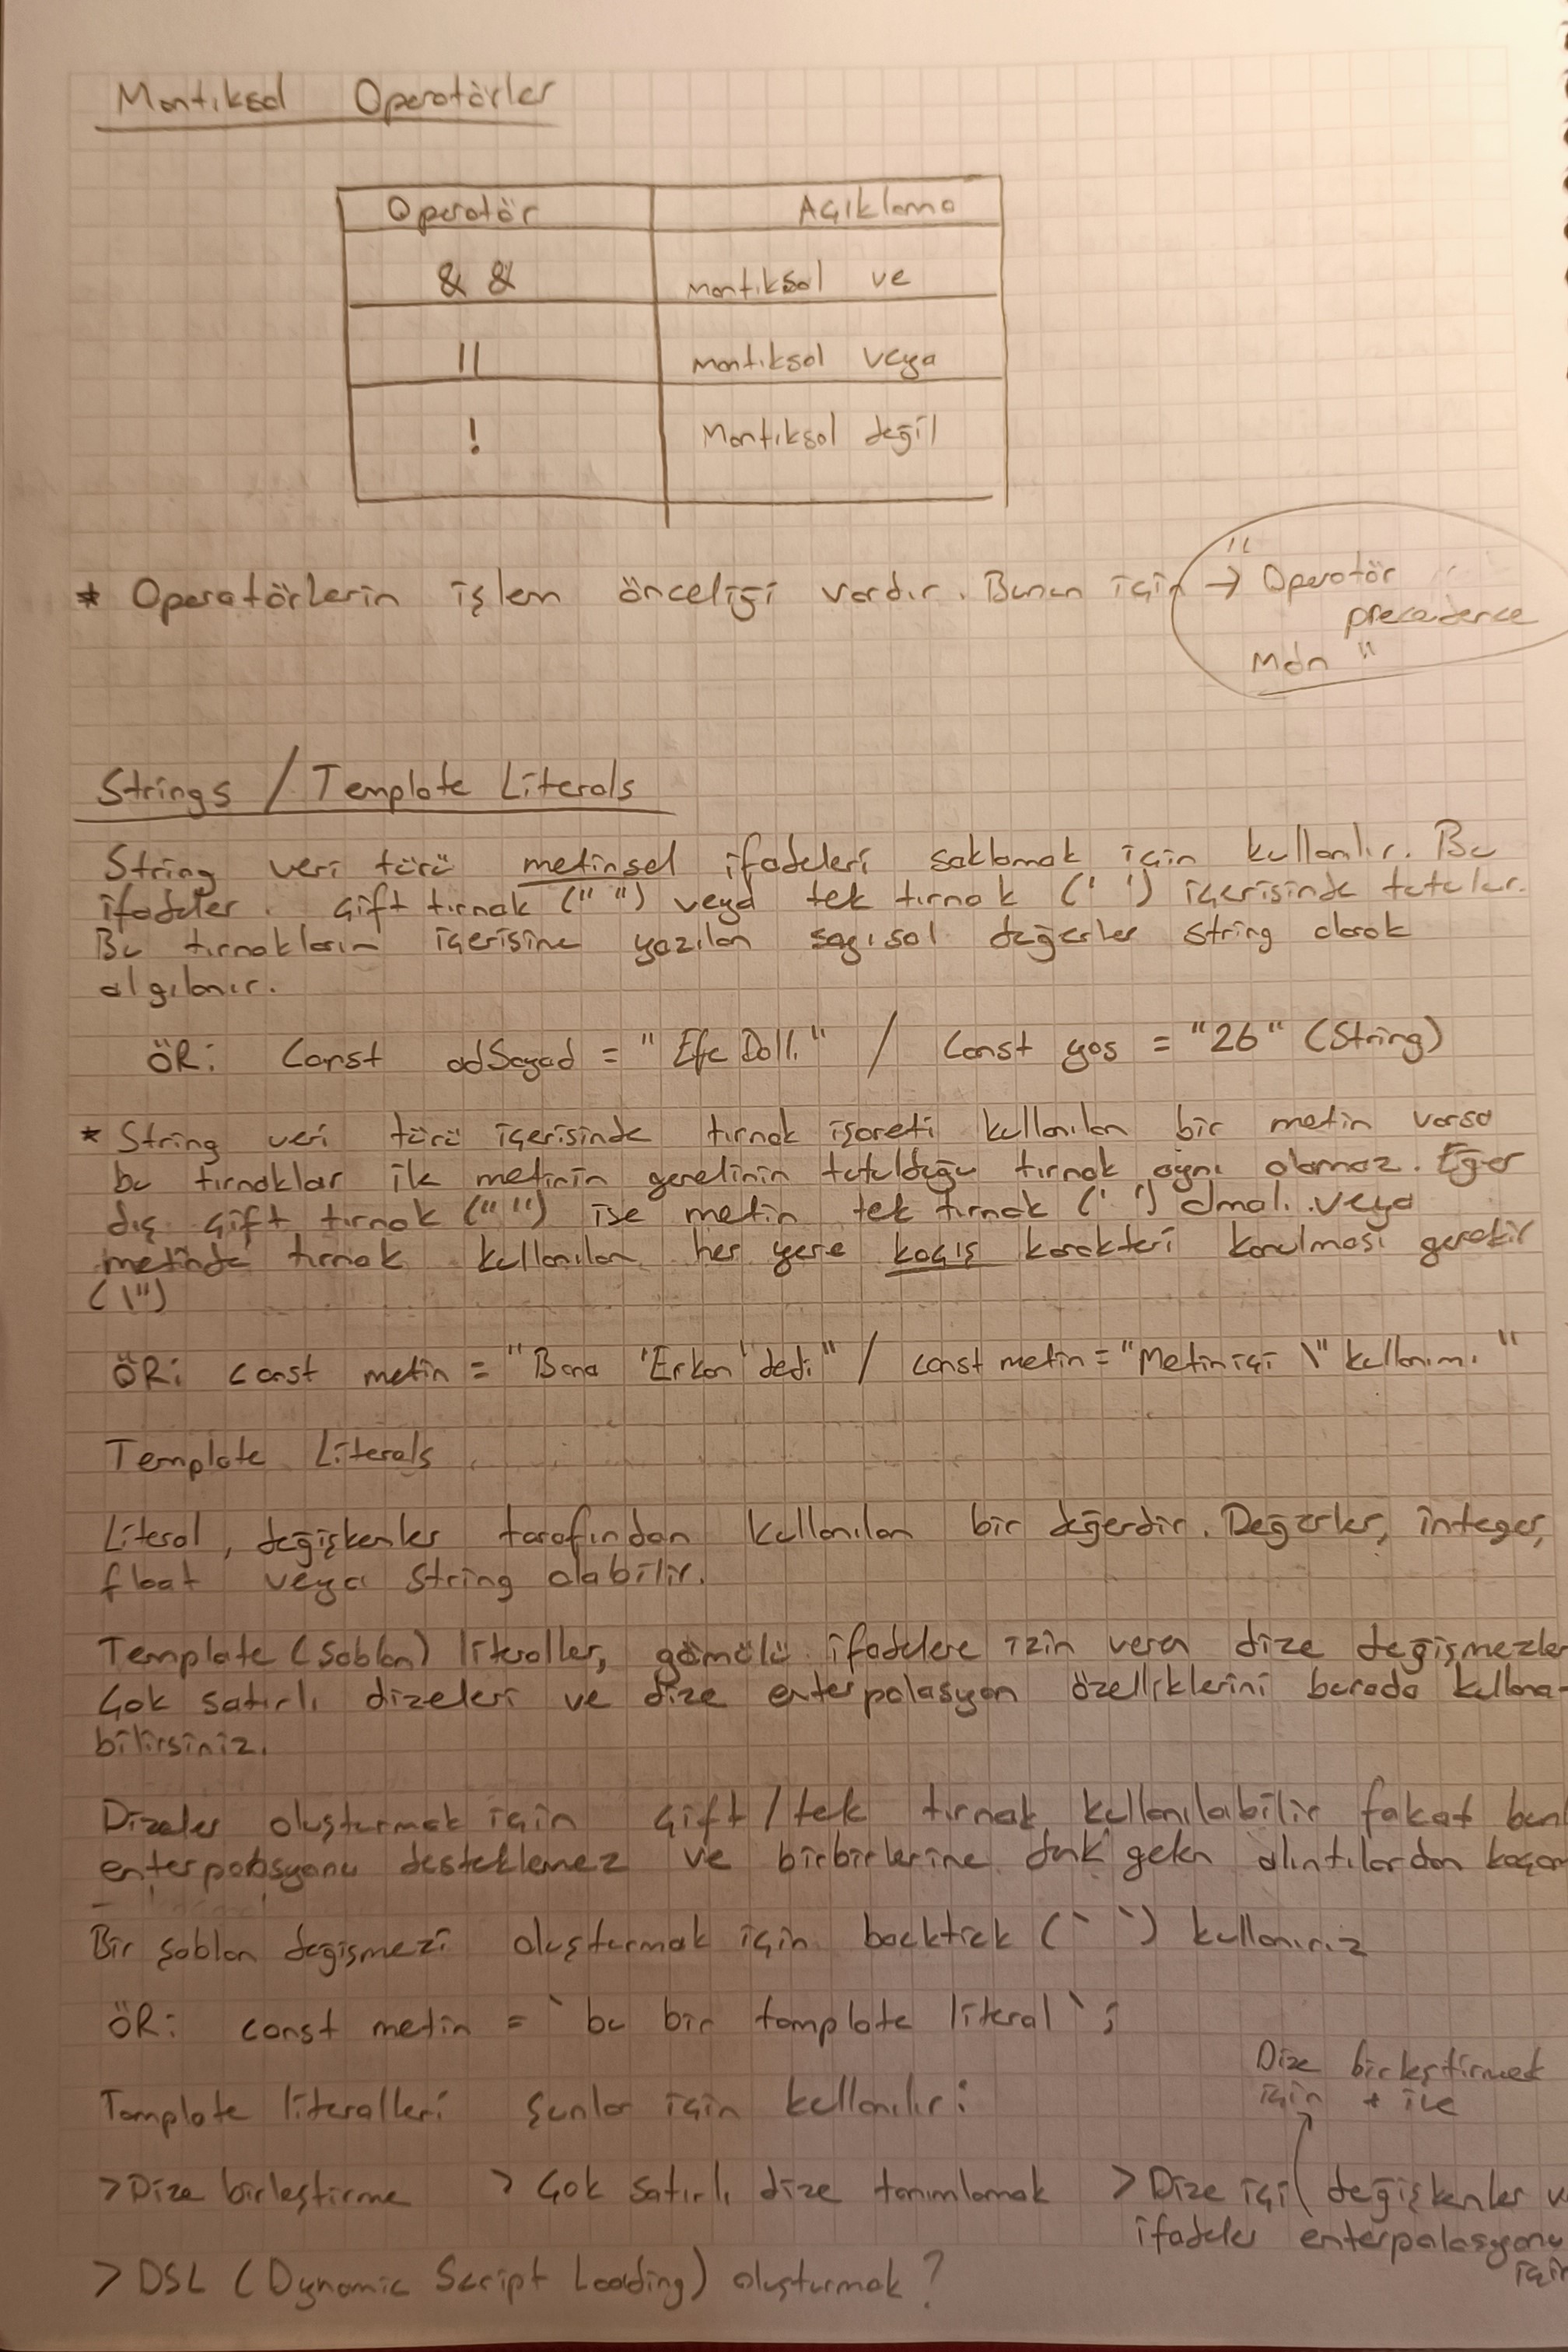 Mantıksal Operatörler
Operatör Açıklama
&& mantıksal ve
|| mantıksal veya
! Mantıksal değil
* Operatörlerin işlem önceliği vardır. Bunun için → "Operatör
precedence
Mdn "
Strings / Template Literals
String veri türü metinsel ifadeleri saklamak için kullanılır. Bu
ifadeler. çift tırnak (" ") veya tek tırnak (' ') içerisinde tutulur.
Bu tırnakların içerisine yazılan sayısal değerler string olarak
algılanır.
ÖR: Const adSoyad = " Efe Dallı " / Const yas = "26" (String)
* String veri türü içerisinde tırnak işareti kullanılan bir metin varsa
bu tırnaklar ile metinin genelinin tutulduğu tırnak aynı olamaz. Eğer
dış çift tırnak (" ") ise metin tek tırnak (' ') olmalı. veya
metinde tırnak kullanılan her yere kaçış karakteri konulması gerekir
(\")
ÖR: const metin = "Bana 'Erkan' dedi" / const metin = "Metin içi \" kullanımı "
Template Literals
Literal, değişkenler tarafından kullanılan bir değerdir. Değerler, integer,
float veya String olabilir.
Template (Şablon) literaller, gömülü ifadelere izin veren dize değişmezler
Çok satırlı dizeleri ve dize enterpolasyon özelliklerini burada kullana-
bilirsiniz.
Dizeler oluşturmak için çift/tek tırnak kullanılabilir fakat
enterpolasyonu desteklemez ve birbirlerine denk gelen alıntılardan
Bir şablon değişmezi oluşturmak için backtick (` `) kullanırız
ÖR: const metin = ` bu bir template literal ` ;
Dize birleştirmek
için + ile
Template literalleri şunlar için kullanılır:
> Dize birleştirme > Çok satırlı dize tanımlamak > Dize içi değişkenler
ifadeler enterpolasyonu
için
> DSL (Dynamic Script Loading) oluşturmak ?